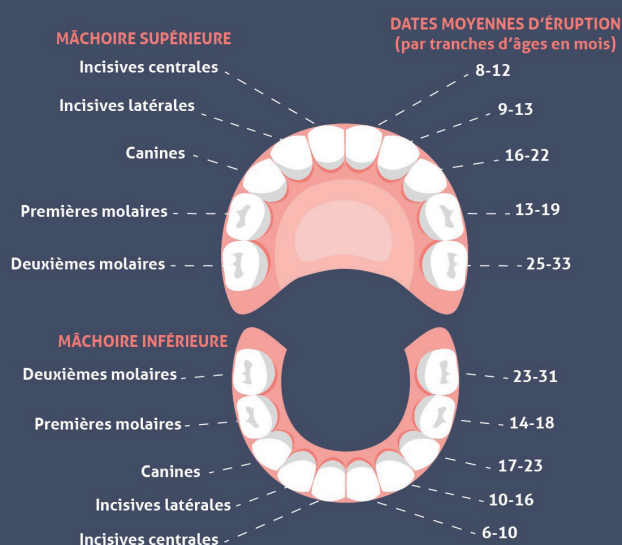 MÂCHOIRE SUPÉRIEURE
DATES MOYENNES D'ÉRUPTION
(par tranches d'âges en mois)
Incisives centrales
8-12
Incisives latérales
9-13
Canines
16-22
Premières molaires
13-19
Deuxièmes molaires
25-33
MÂCHOIRE INFÉRIEURE
Deuxièmes molaires
23-31
Premières molaires
14-18
Canines
17-23
Incisives latérales
10-16
Incisives centrales
6-10